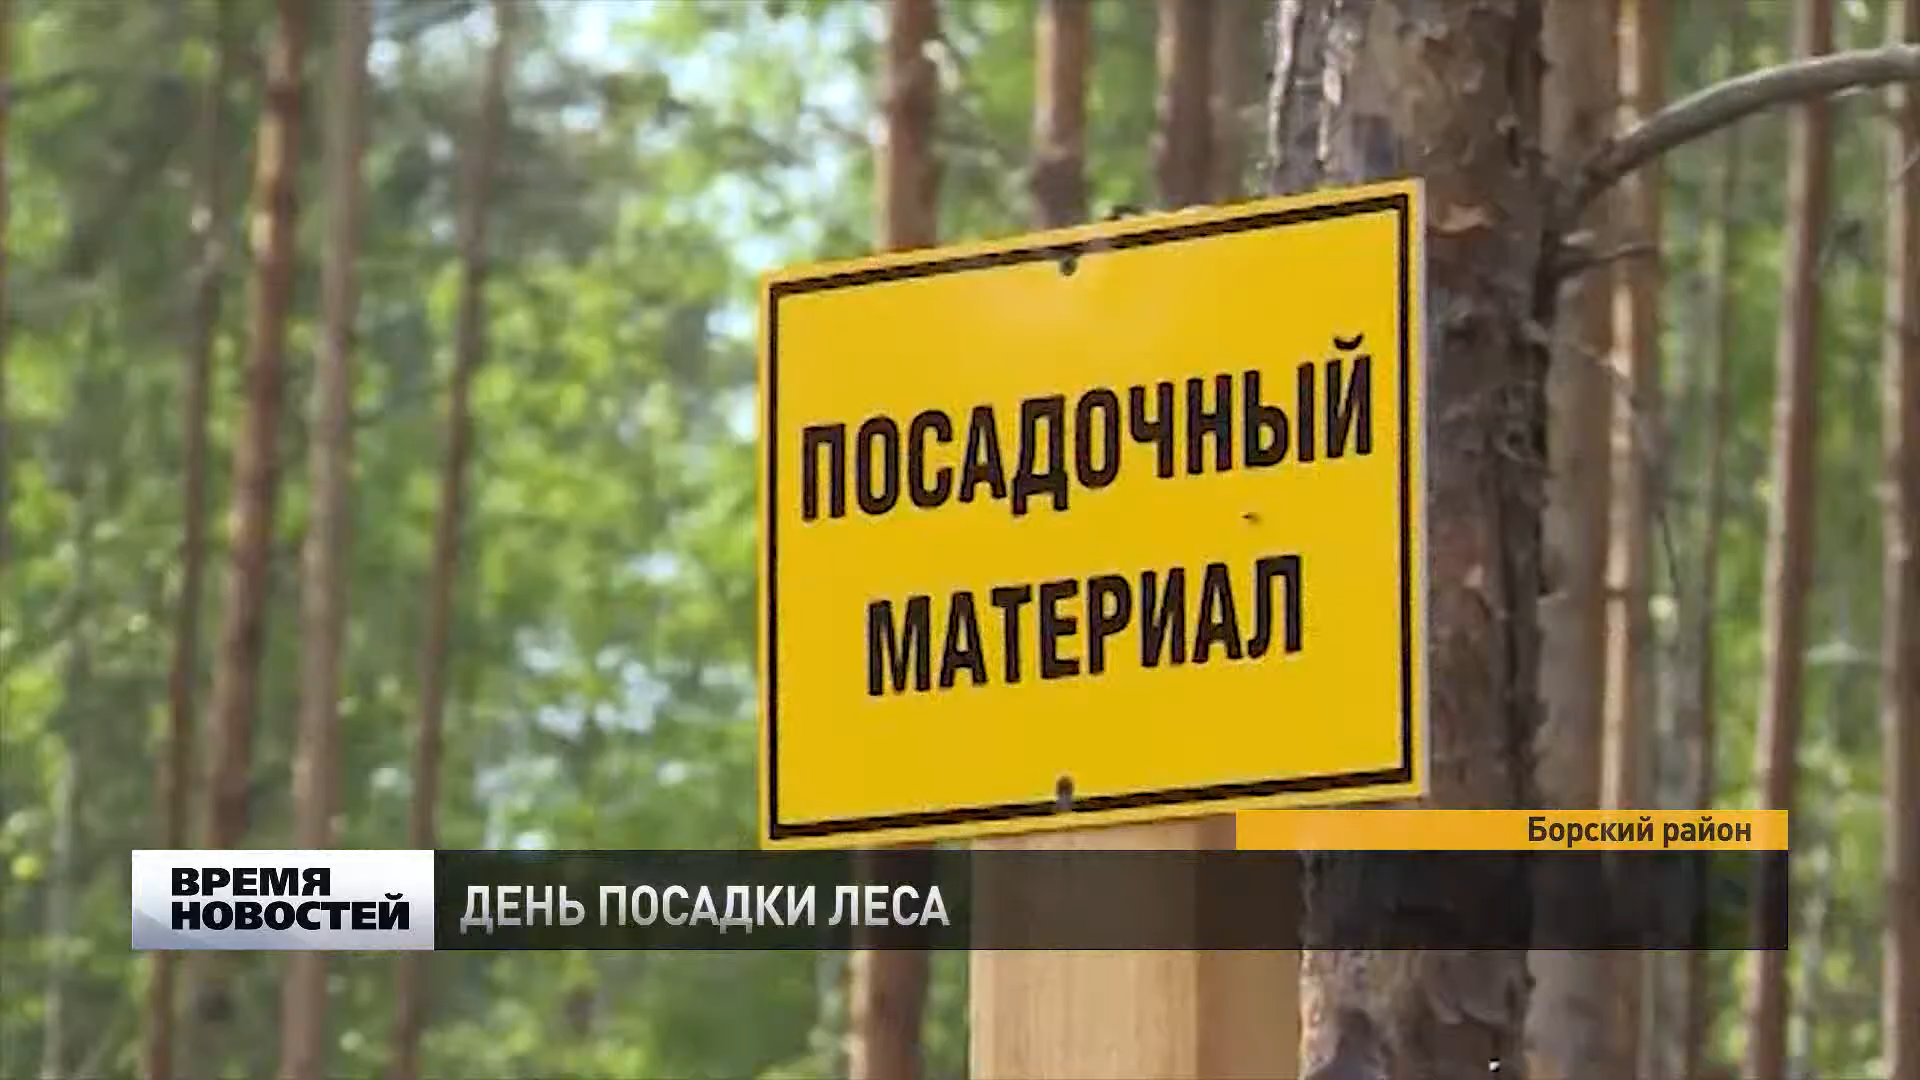 ПОСАДОЧНЫЙ
МАТЕРИАЛ
Борский район
ВРЕМЯ
НОВОСТЕЙ
ДЕНЬ ПОСАДКИ ЛЕСА